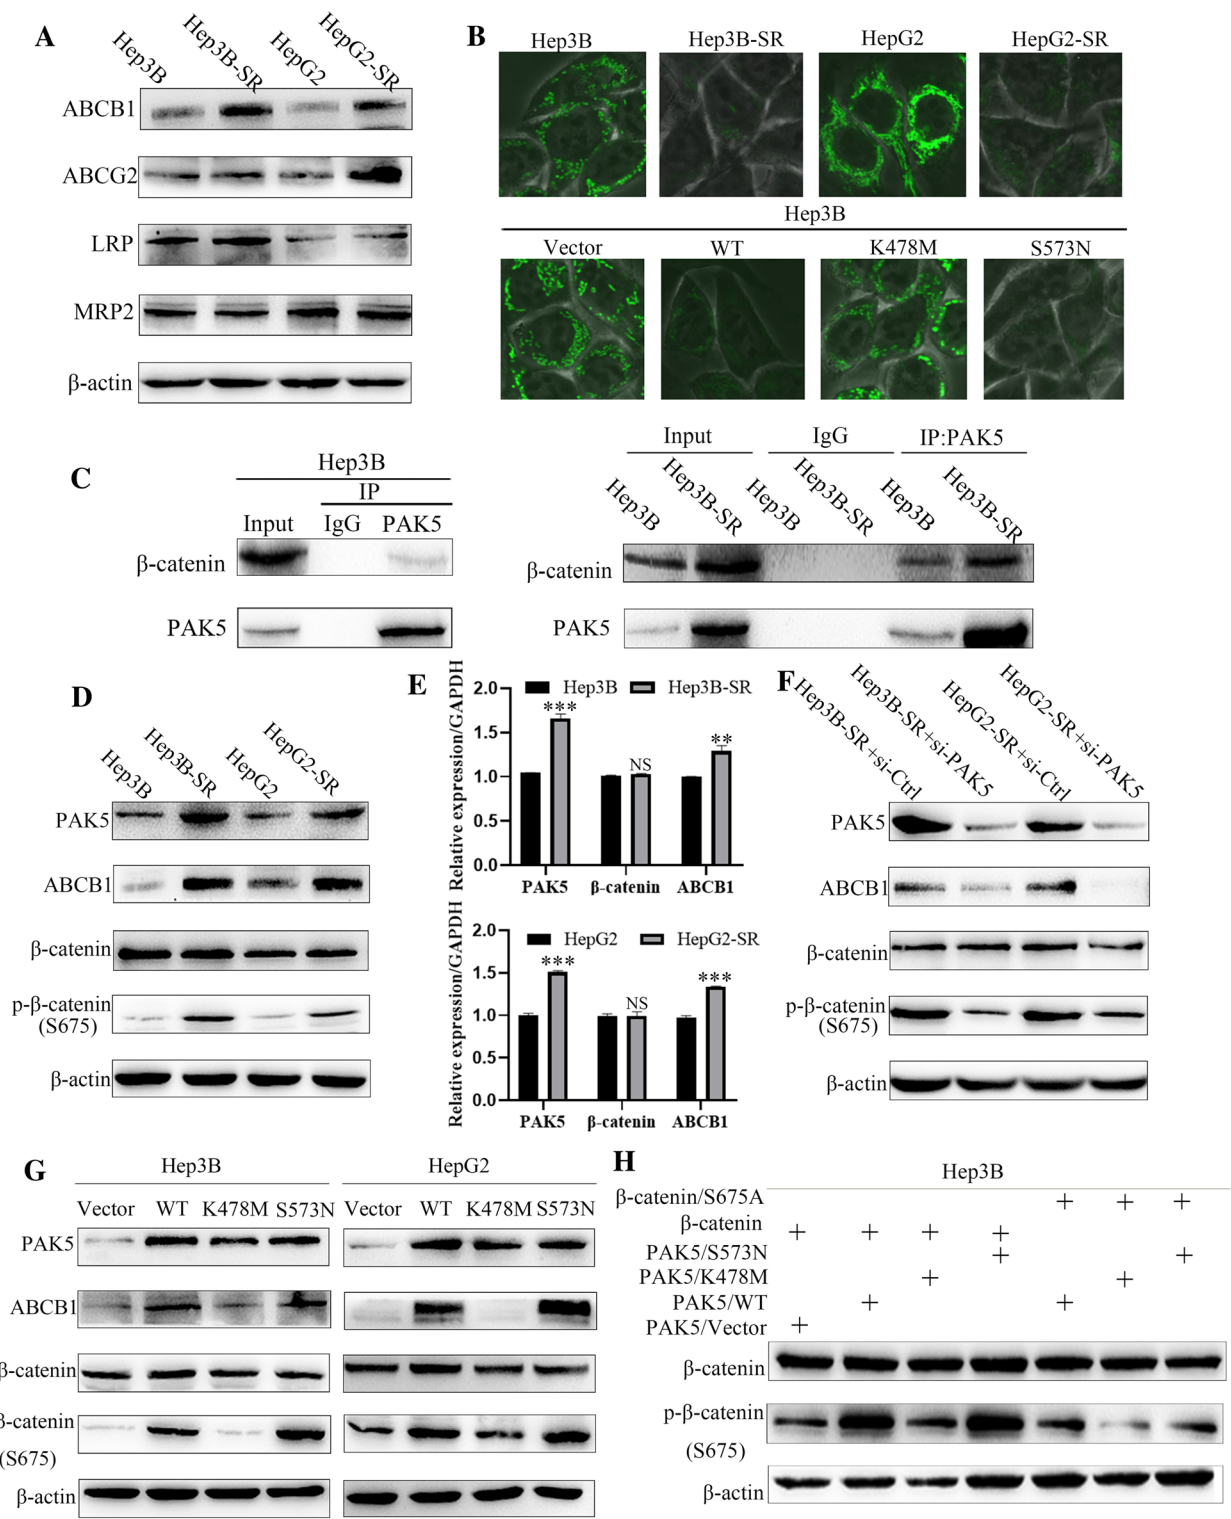 A
Hep3B
Hep3B-SR
HepG2
HepG2-SR
ABCB1
ABCG2
LRP
MRP2
β-actin
B
Hep3B
Hep3B-SR
HepG2
HepG2-SR
Hep3B
Vector
WT
K478M
S573N
C
Hep3B
IP
Input
IgG
PAK5
β-catenin
PAK5
Input
IgG
IP:PAK5
Hep3B
Hep3B-SR
Hep3B
Hep3B-SR
Hep3B
Hep3B-SR
β-catenin
PAK5
D
Hep3B
Hep3B-SR
HepG2
HepG2-SR
PAK5
ABCB1
β-catenin
p-β-catenin
(S675)
β-actin
E
Relative expression/GAPDH
2.0
1.5
1.0
0.5
0.0
Hep3B
Hep3B-SR
***
NS
**
PAK5
β-catenin
ABCB1
Relative expression/GAPDH
2.0
1.5
1.0
0.5
0.0
HepG2
HepG2-SR
***
NS
***
PAK5
β-catenin
ABCB1
F
Hep3B-SR+si-Ctrl
Hep3B-SR+si-PAK5
HepG2-SR+si-Ctrl
HepG2-SR+si-PAK5
PAK5
ABCB1
β-catenin
p-β-catenin
(S675)
β-actin
G
Hep3B
HepG2
Vector WT K478M S573N
Vector WT K478M S573N
PAK5
ABCB1
β-catenin
β-catenin
(S675)
β-actin
H
Hep3B
β-catenin/S675A + + +
β-catenin + + + +
PAK5/S573N + +
PAK5/K478M + +
PAK5/WT + +
PAK5/Vector +
β-catenin
p-β-catenin
(S675)
β-actin